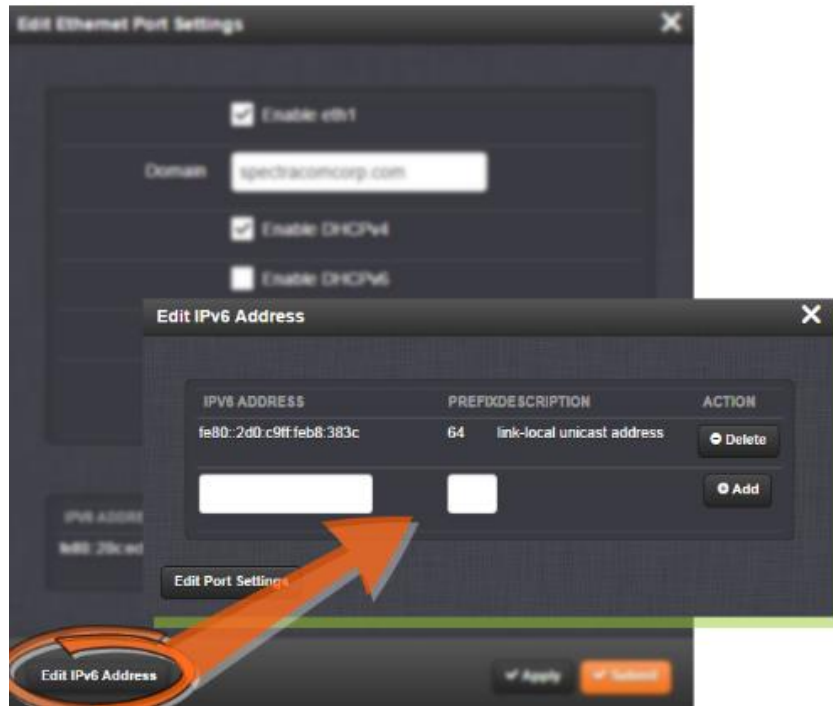 Edit Ethernet Port Settings
Enable eth1
Domain spectracomcorp.com
Enable DHCPv4
Enable DHCPv6
Edit IPv6 Address
IPV6 ADDRESS PREFIX DESCRIPTION ACTION
fe80::2d0:c9ff:feb8:383c 64 link-local unicast address Delete
Add
IPV6
Edit Port Settings
Edit IPv6 Address Apply Submit